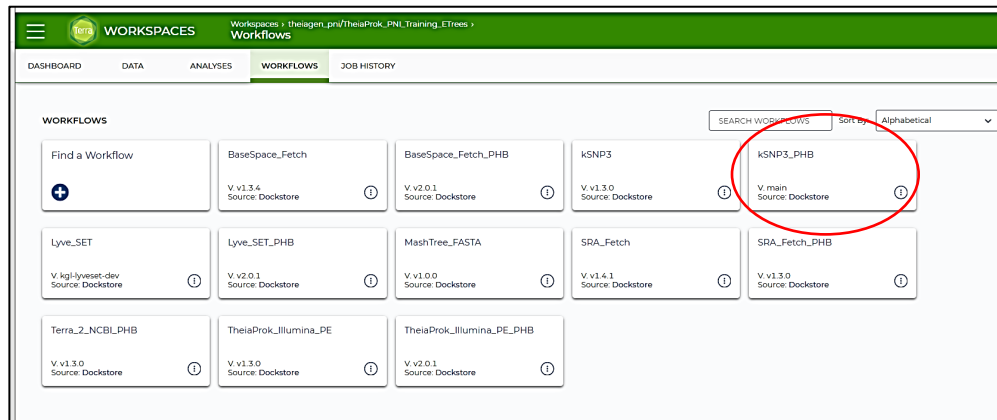 Terra
WORKSPACES
Workspaces › theiagen_pni/TheiaProk_PNI_Training_ETrees ›
Workflows
DASHBOARD DATA ANALYSES WORKFLOWS JOB HISTORY
WORKFLOWS
SEARCH WORKFLOWS Sort By: Alphabetical
Find a Workflow
BaseSpace_Fetch
V. v1.3.4
Source: Dockstore
BaseSpace_Fetch_PHB
V. v2.0.1
Source: Dockstore
kSNP3
V. v1.3.0
Source: Dockstore
kSNP3_PHB
V. main
Source: Dockstore
Lyve_SET
V. kgl-lyveset-dev
Source: Dockstore
Lyve_SET_PHB
V. v2.0.1
Source: Dockstore
MashTree_FASTA
V. v1.0.0
Source: Dockstore
SRA_Fetch
V. v1.4.1
Source: Dockstore
SRA_Fetch_PHB
V. v1.3.0
Source: Dockstore
Terra_2_NCBI_PHB
V. v1.3.0
Source: Dockstore
TheiaProk_Illumina_PE
V. v1.3.0
Source: Dockstore
TheiaProk_Illumina_PE_PHB
V. v2.0.1
Source: Dockstore